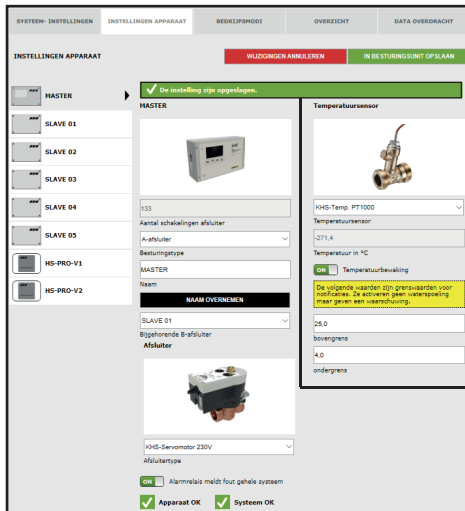 SYSTEEM- INSTELLINGEN
INSTELLINGEN APPARAAT
BEDRIJFSMODI
OVERZICHT
DATA OVERDRACHT
INSTELLINGEN APPARAAT
WIJZIGINGEN ANNULEREN
IN BESTURINGSUNIT OPSLAAN
MASTER
SLAVE 01
SLAVE 02
SLAVE 03
SLAVE 04
SLAVE 05
HS-PRO-V1
HS-PRO-V2
De instelling zijn opgeslagen.
MASTER
133
Aantal schakelingen afsluiter
A-afsluiter
Besturingstype
MASTER
Naam
NAAM OVERNEMEN
SLAVE 01
Bijgehorende B-afsluiter
Afsluiter
KHS-Servomotor 230V
Afsluitertype
ON Alarmrelais meldt fout gehele systeem
Apparaat OK
Systeem OK
Temperatuursensor
KHS-Temp. PT1000
Temperatuursensor
-271,4
Temperatuur in °C
ON Temperatuurbewaking
De volgende waarden zijn grenswaarden voor
notificaties. Ze activeren geen waterspoeling
maar geven een waarschuwing.
25,0
bovengrens
4,0
ondergrens